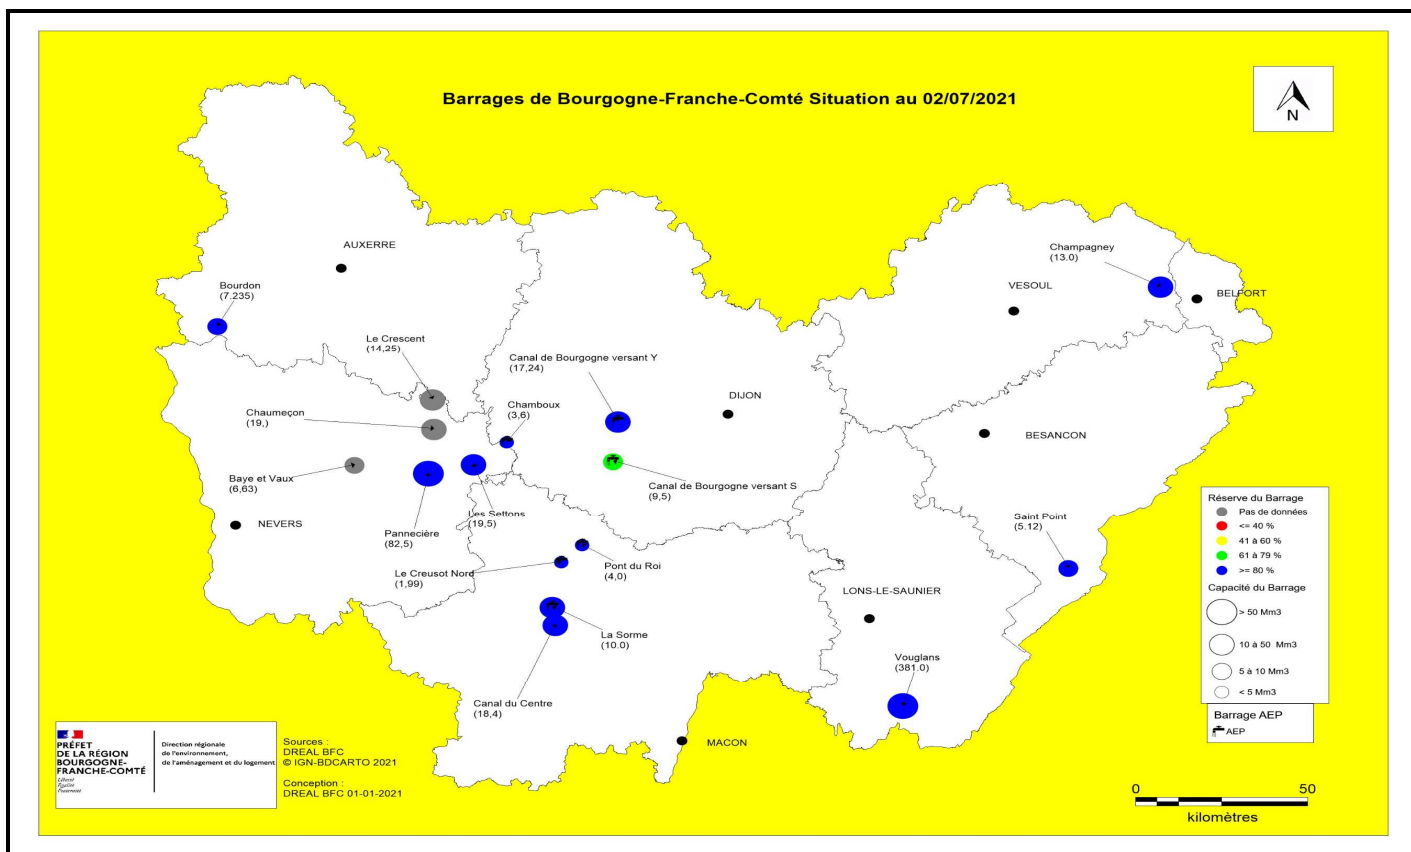 Barrages de Bourgogne-Franche-Comté Situation au 02/07/2021
N
AUXERRE
Bourdon
(7.235)
Le Crescent
(14,25)
Chaumeçon
(19,)
Baye et Vaux
(6,63)
NEVERS
Pannecière
(82,5)
Les Settons
(19,5)
Chamboux
(3,6)
Canal de Bourgogne versant Y
(17,24)
DIJON
Canal de Bourgogne versant S
(9,5)
Champagney
(13.0)
VESOUL
BELFORT
BESANCON
Saint Point
(5.12)
Le Creusot Nord
(1,99)
Pont du Roi
(4,0)
La Sorme
(10.0)
Canal du Centre
(18,4)
LONS-LE-SAUNIER
Vouglans
(381.0)
MACON
Réserve du Barrage
Pas de données
<= 40 %
41 à 60 %
61 à 79 %
>= 80 %
Capacité du Barrage
> 50 Mm3
10 à 50 Mm3
5 à 10 Mm3
< 5 Mm3
Barrage AEP
AEP
0 50
kilomètres
PRÉFET
DE LA RÉGION
BOURGOGNE-
FRANCHE-COMTÉ
Liberté
Égalité
Fraternité
Direction régionale
de l'environnement,
de l'aménagement et du logement
Sources :
DREAL BFC
© IGN-BDCARTO 2021
Conception :
DREAL BFC 01-01-2021